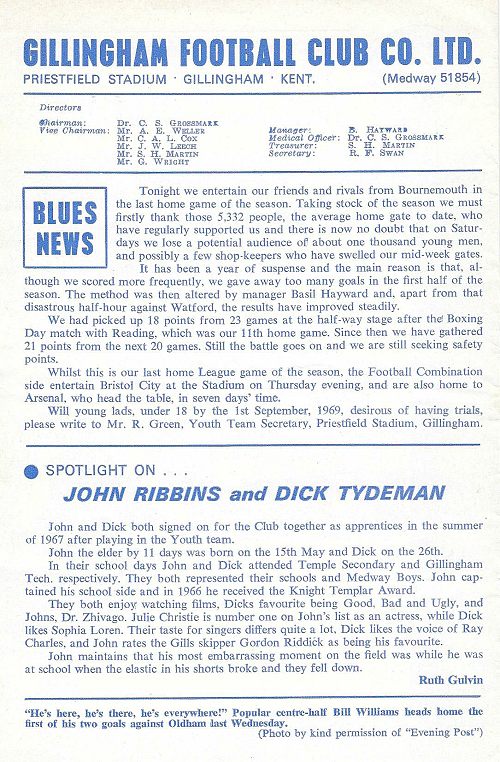 GILLINGHAM FOOTBALL CLUB CO. LTD.
PRIESTFIELD STADIUM · GILLINGHAM · KENT. (Medway 51854)
Directors
Chairman: Dr. C. S. Grossmark
Vice Chairman: Mr. A. E. Weller
Mr. C. A. L. Cox
Mr. J. W. Leech
Mr. S. H. Martin
Mr. G. Wright
Manager: B. Hayward
Medical Officer: Dr. C. S. Grossmark
Treasurer: S. H. Martin
Secretary: R. F. Swan
BLUES
NEWS
Tonight we entertain our friends and rivals from Bournemouth in
the last home game of the season. Taking stock of the season we must
firstly thank those 5,332 people, the average home gate to date, who
have regularly supported us and there is now no doubt that on Satur-
days we lose a potential audience of about one thousand young men,
and possibly a few shop-keepers who have swelled our mid-week gates.
It has been a year of suspense and the main reason is that, al-
though we scored more frequently, we gave away too many goals in the first half of the
season. The method was then altered by manager Basil Hayward and, apart from that
disastrous half-hour against Watford, the results have improved steadily.
We had picked up 18 points from 23 games at the half-way stage after the Boxing
Day match with Reading, which was our 11th home game. Since then we have gathered
21 points from the next 20 games. Still the battle goes on and we are still seeking safety
points.
Whilst this is our last home League game of the season, the Football Combination
side entertain Bristol City at the Stadium on Thursday evening, and are also home to
Arsenal, who head the table, in seven days' time.
Will young lads, under 18 by the 1st September, 1969, desirous of having trials,
please write to Mr. R. Green, Youth Team Secretary, Priestfield Stadium, Gillingham.
SPOTLIGHT ON . . .
JOHN RIBBINS and DICK TYDEMAN
John and Dick both signed on for the Club together as apprentices in the summer
of 1967 after playing in the Youth team.
John the elder by 11 days was born on the 15th May and Dick on the 26th.
In their school days John and Dick attended Temple Secondary and Gillingham
Tech. respectively. They both represented their schools and Medway Boys. John cap-
tained his school side and in 1966 he received the Knight Templar Award.
They both enjoy watching films, Dicks favourite being Good, Bad and Ugly, and
Johns, Dr. Zhivago. Julie Christie is number one on John's list as an actress, while Dick
likes Sophia Loren. Their taste for singers differs quite a lot, Dick likes the voice of Ray
Charles, and John rates the Gills skipper Gordon Riddick as being his favourite.
John maintains that his most embarrassing moment on the field was while he was
at school when the elastic in his shorts broke and they fell down.
Ruth Gulvin
"He's here, he's there, he's everywhere!" Popular centre-half Bill Williams heads home the
first of his two goals against Oldham last Wednesday.
(Photo by kind permission of "Evening Post")